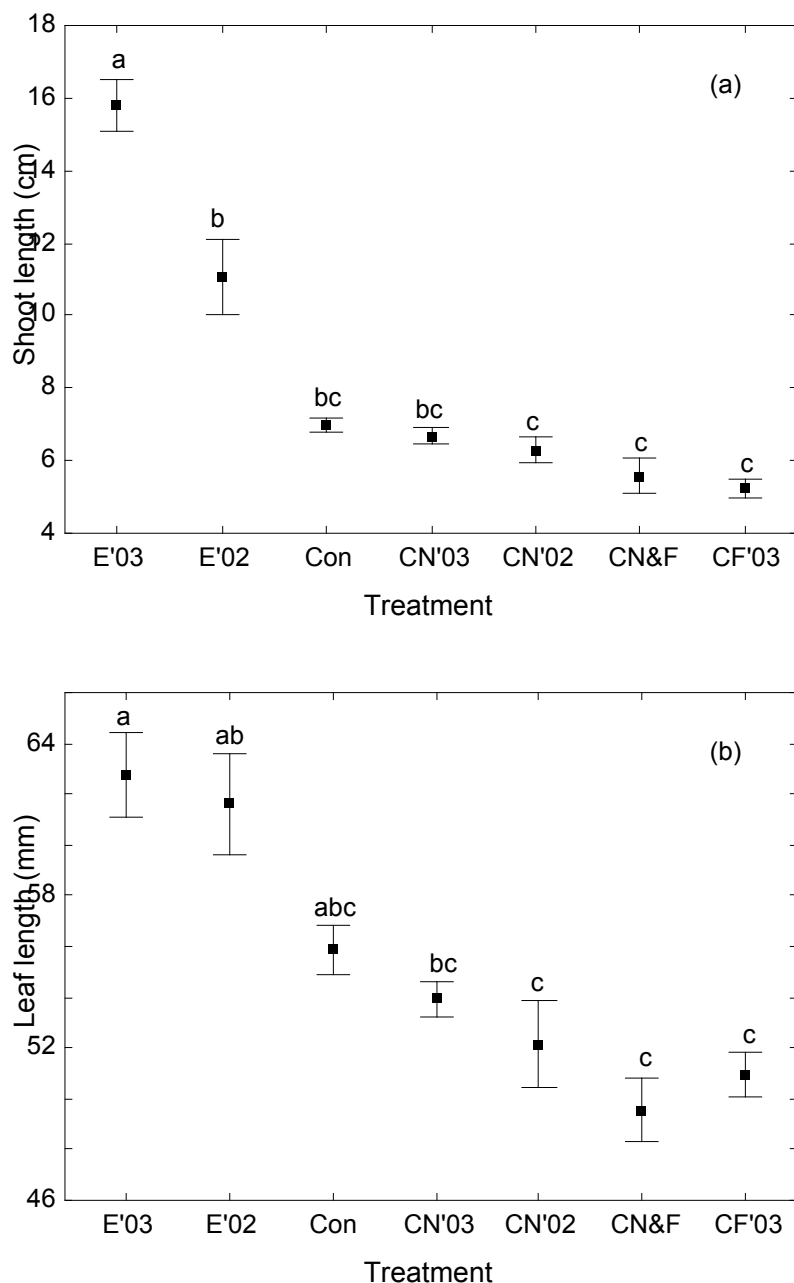 18
16
14
12
10
8
6
4
Shoot length (cm)
(a)
a
b
bc
bc
c
c
c
E'03 E'02 Con CN'03 CN'02 CN&F CF'03
Treatment
64
58
52
46
Leaf length (mm)
(b)
a
ab
abc
bc
c
c
c
E'03 E'02 Con CN'03 CN'02 CN&F CF'03
Treatment